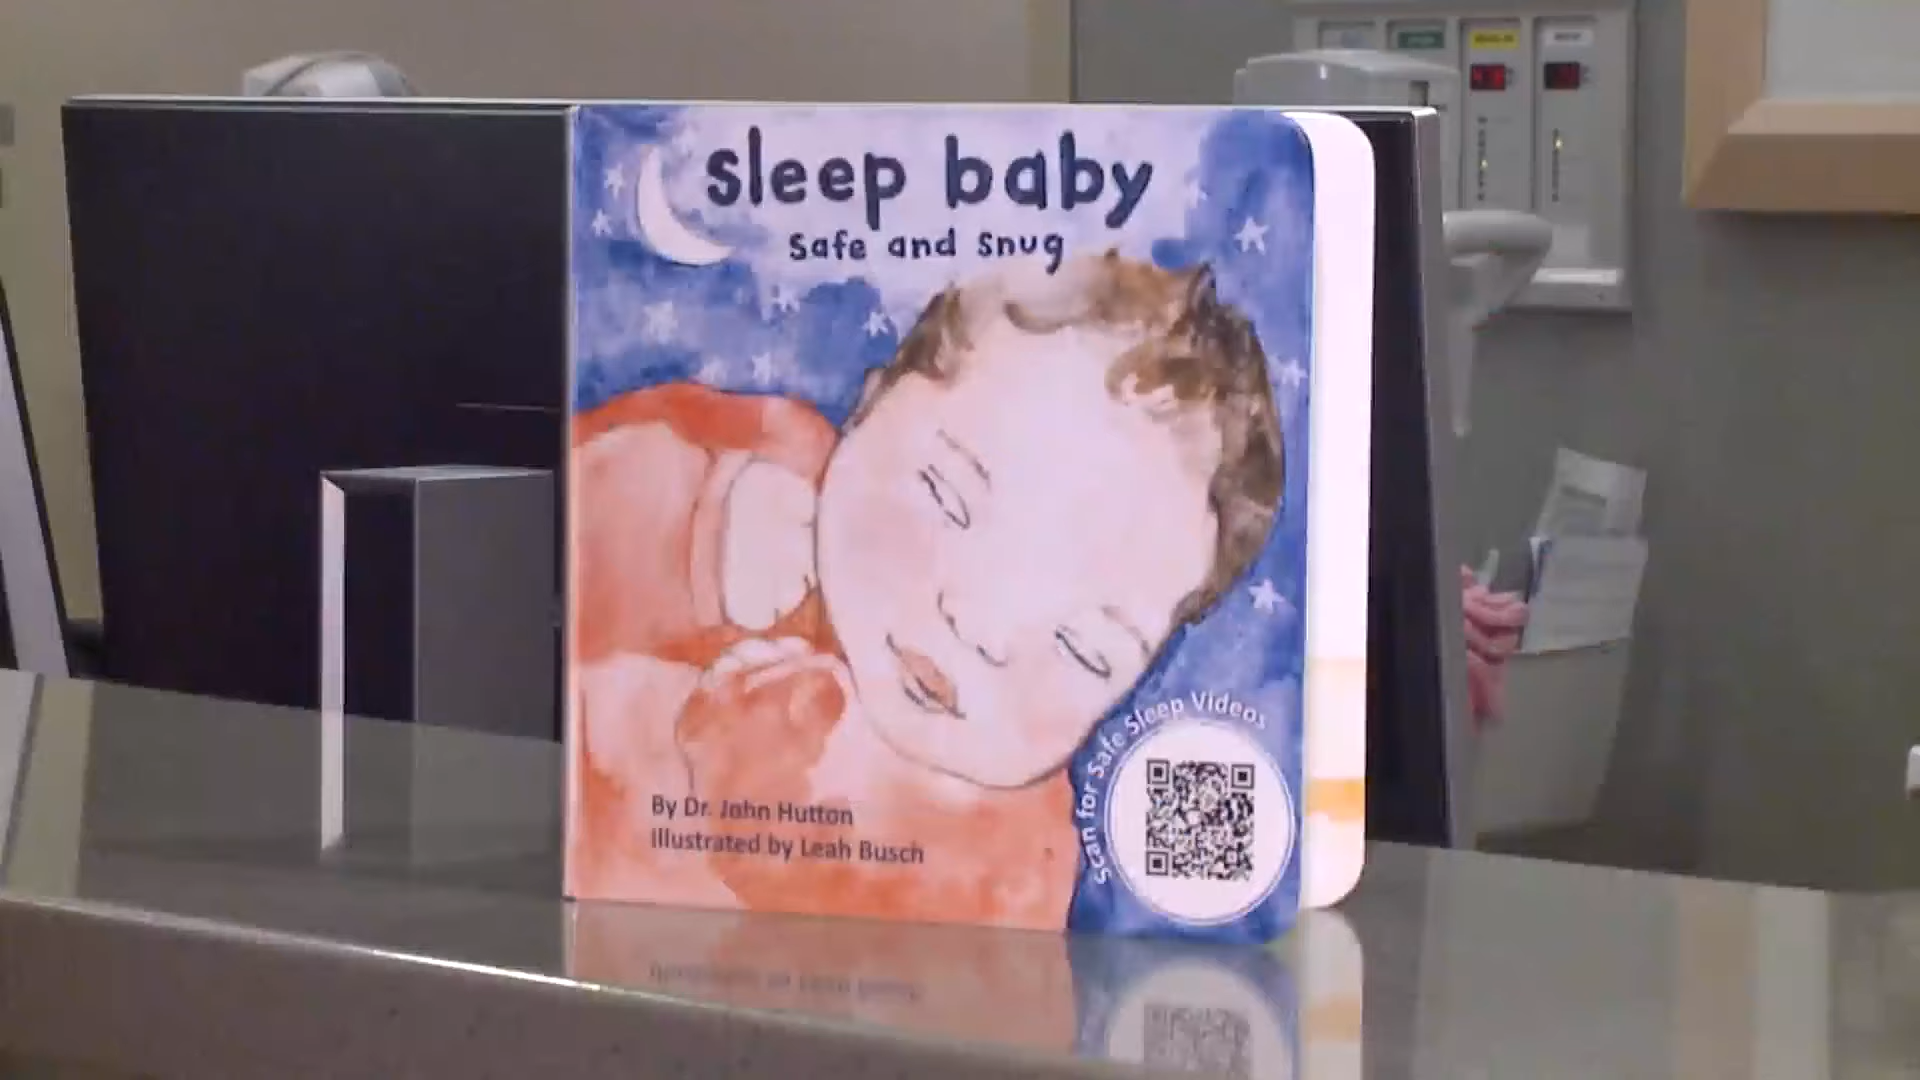 sleep baby
Safe and Snug
Scan for Safe Sleep Videos
By Dr. John Hutton
Illustrated by Leah Busch